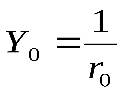 Y₀ = 1/r₀